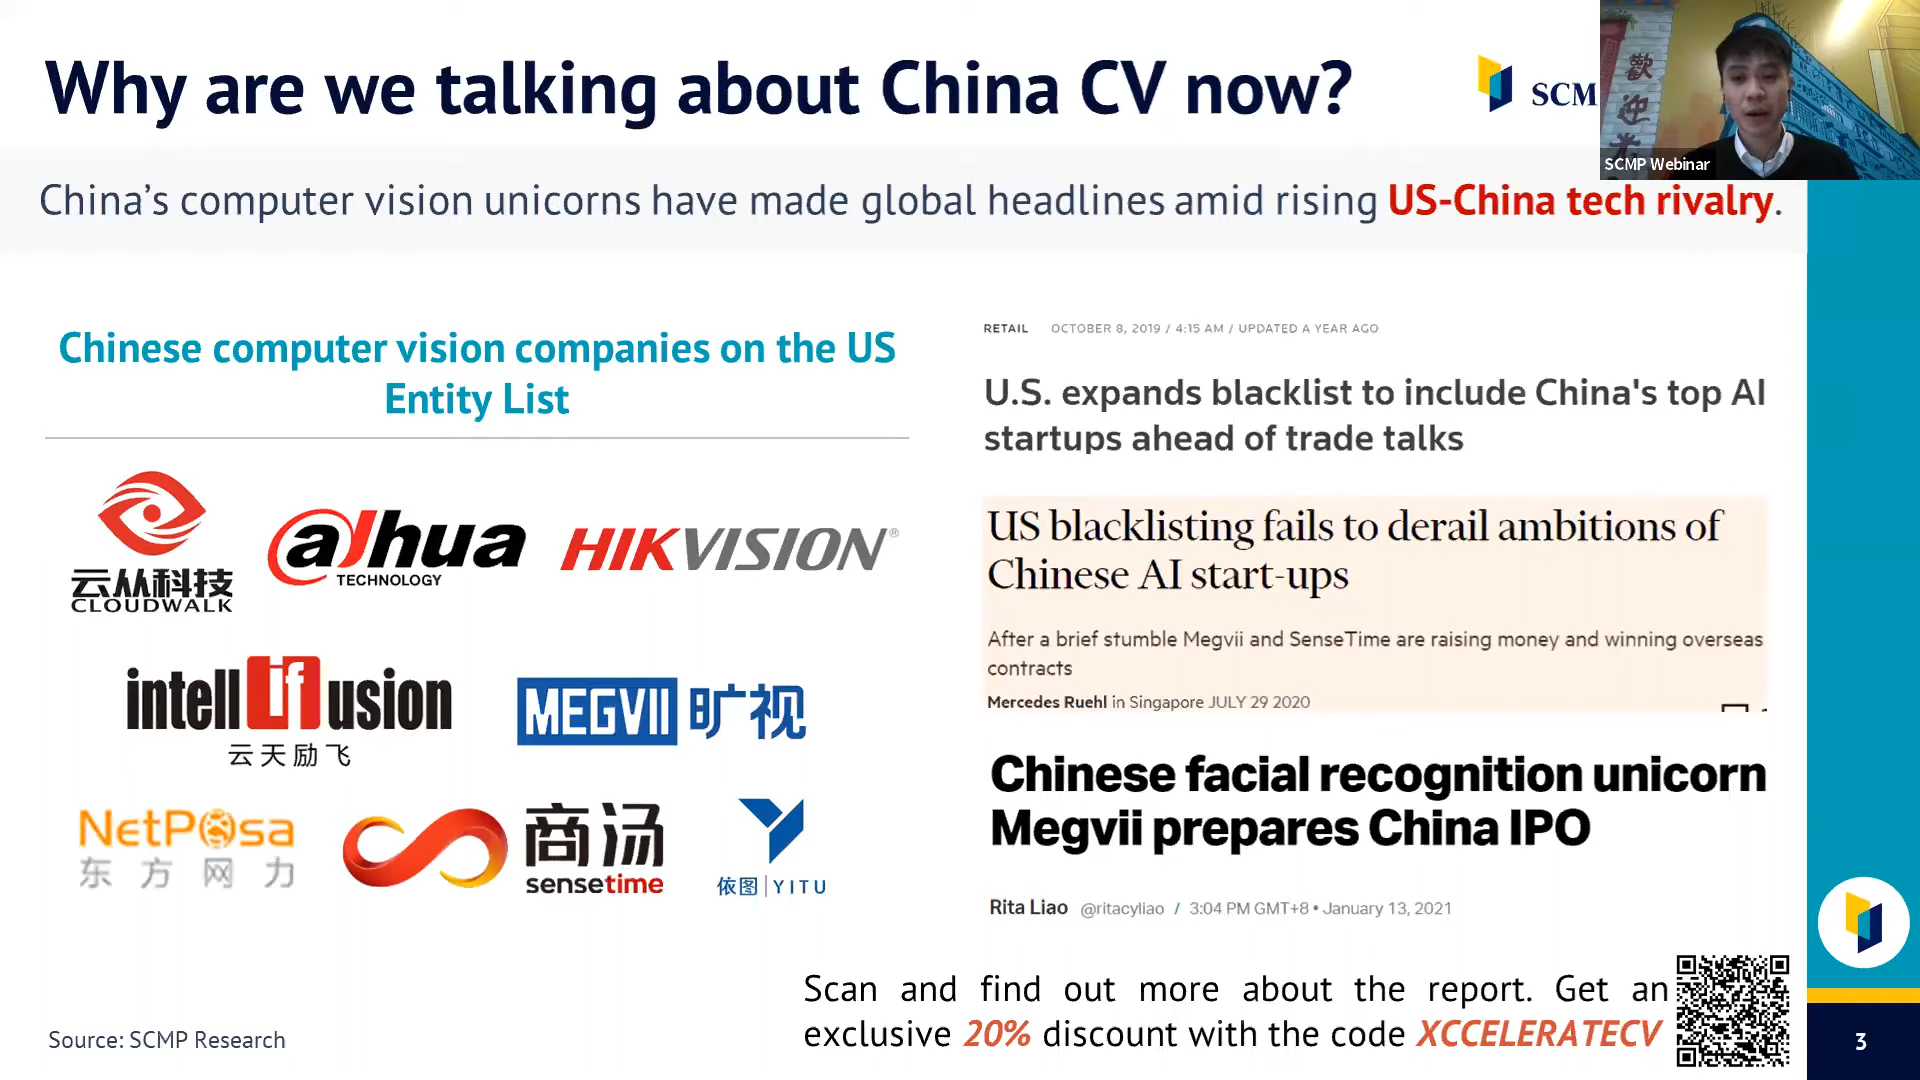 Why are we talking about China CV now?
SCM
歡
迎
SCMP Webinar
China’s computer vision unicorns have made global headlines amid rising US-China tech rivalry.
Chinese computer vision companies on the US
Entity List
云从科技
CLOUDWALK
alhua
TECHNOLOGY
HIKVISION®
intellifusion
云天励飞
MEGVII 旷视
NetPosa
东方网力
商汤
sensetime
依图 | YITU
RETAIL OCTOBER 8, 2019 / 4:15 AM / UPDATED A YEAR AGO
U.S. expands blacklist to include China's top AI
startups ahead of trade talks
US blacklisting fails to derail ambitions of
Chinese AI start-ups
After a brief stumble Megvii and SenseTime are raising money and winning overseas
contracts
Mercedes Ruehl in Singapore JULY 29 2020
Chinese facial recognition unicorn
Megvii prepares China IPO
Rita Liao @ritacyliao / 3:04 PM GMT+8 • January 13, 2021
Scan and find out more about the report. Get an
exclusive 20% discount with the code XCCELERATECV
Source: SCMP Research
3